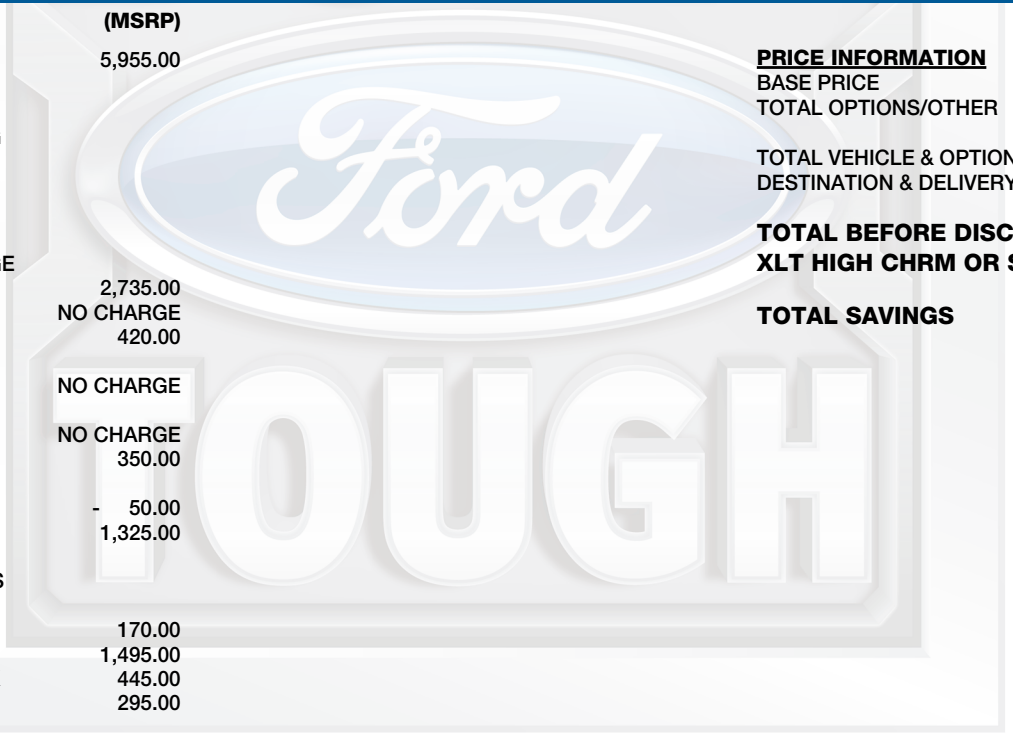 (MSRP)
5,955.00
2,735.00
NO CHARGE
420.00
NO CHARGE
NO CHARGE
350.00
- 50.00
1,325.00
S
170.00
1,495.00
445.00
295.00
PRICE INFORMATION
BASE PRICE
TOTAL OPTIONS/OTHER
TOTAL VEHICLE & OPTION
DESTINATION & DELIVERY
TOTAL BEFORE DISC
XLT HIGH CHRM OR S
TOTAL SAVINGS
Ford
TOUGH